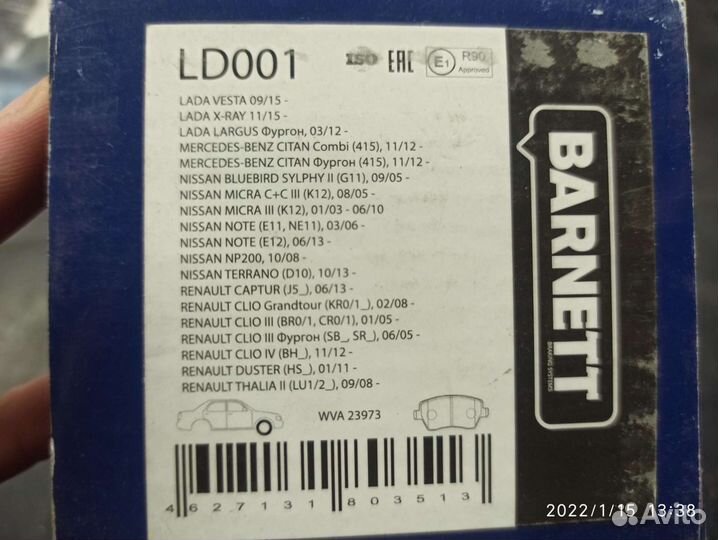 LD001
ISO EAC E1 R90
Approved
LADA VESTA 09/15 -
LADA X-RAY 11/15 -
LADA LARGUS Фургон, 03/12 -
MERCEDES-BENZ CITAN Combi (415), 11/12 -
MERCEDES-BENZ CITAN Фургон (415), 11/12 -
NISSAN BLUEBIRD SYLPHY II (G11), 09/05 -
NISSAN MICRA C+C III (K12), 08/05 -
NISSAN MICRA III (K12), 01/03 - 06/10
NISSAN NOTE (E11, NE11), 03/06 -
NISSAN NOTE (E12), 06/13 -
NISSAN NP200, 10/08 -
NISSAN TERRANO (D10), 10/13 -
RENAULT CAPTUR (J5_), 06/13 -
RENAULT CLIO Grandtour (KR0/1_), 02/08 -
RENAULT CLIO III (BR0/1, CR0/1), 01/05 -
RENAULT CLIO III Фургон (SB_, SR_), 06/05 -
RENAULT CLIO IV (BH_), 11/12 -
RENAULT DUSTER (HS_), 01/11 -
RENAULT THALIA II (LU1/2_), 09/08 -
WVA 23973
4627131803513
BARNETT
BRAKING SYSTEMS
2022/1/15 13:38
Avito